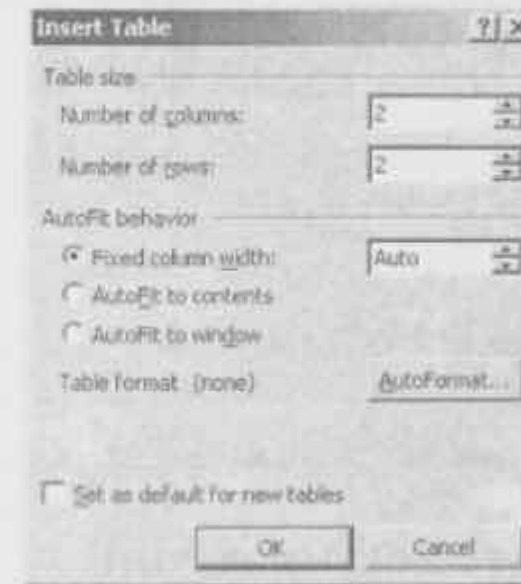 Insert Table ? X
Table size
Number of columns: 2
Number of rows: 2
AutoFit behavior
Fixed column width: Auto
AutoFit to contents
AutoFit to window
Table format (none) AutoFormat...
Set as default for new tables
OK Cancel